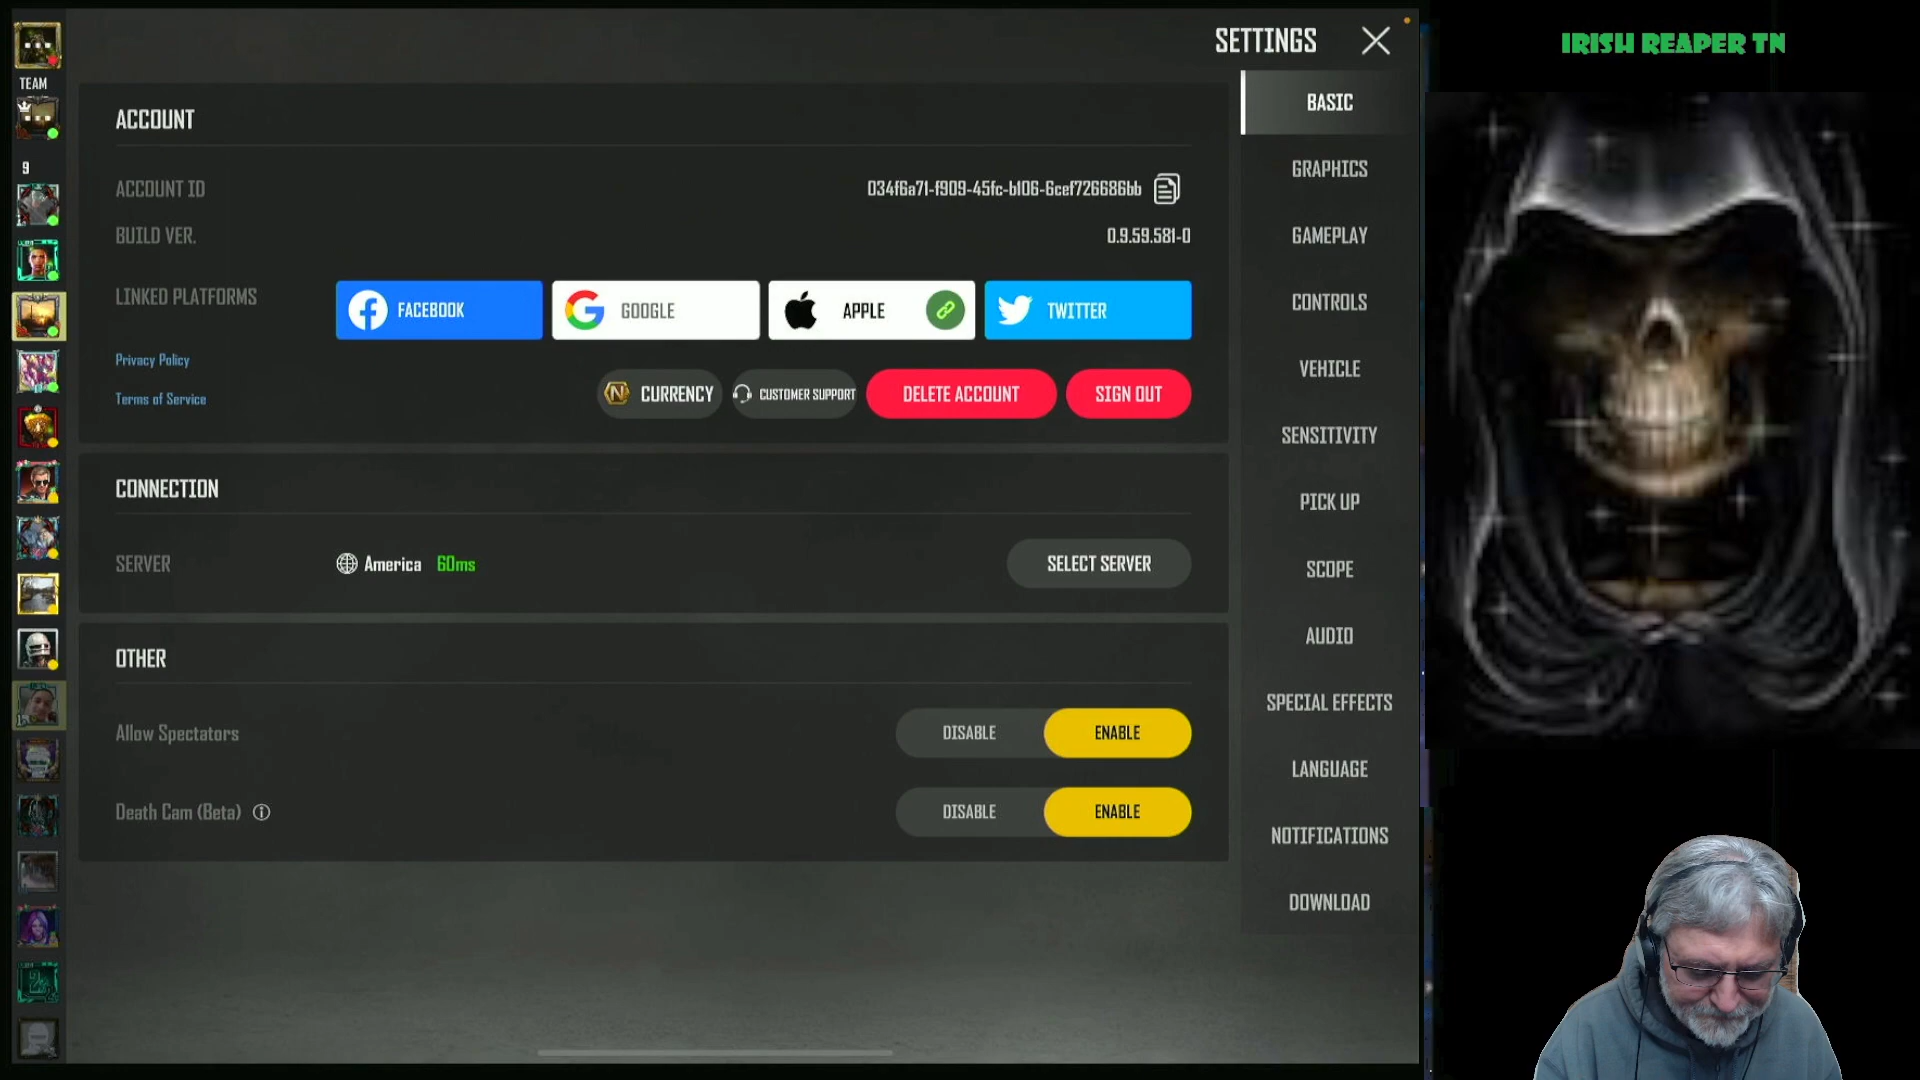 SETTINGS
IRISH REAPER TN
TEAM
9
ACCOUNT
ACCOUNT ID
034f6a71-f909-45fc-b106-6cef726686bb
BUILD VER.
0.9.59.581-0
LINKED PLATFORMS
FACEBOOK
GOOGLE
APPLE
TWITTER
Privacy Policy
Terms of Service
CURRENCY
CUSTOMER SUPPORT
DELETE ACCOUNT
SIGN OUT
CONNECTION
SERVER
America 60ms
SELECT SERVER
OTHER
Allow Spectators
DISABLE
ENABLE
Death Cam (Beta)
DISABLE
ENABLE
BASIC
GRAPHICS
GAMEPLAY
CONTROLS
VEHICLE
SENSITIVITY
PICK UP
SCOPE
AUDIO
SPECIAL EFFECTS
LANGUAGE
NOTIFICATIONS
DOWNLOAD